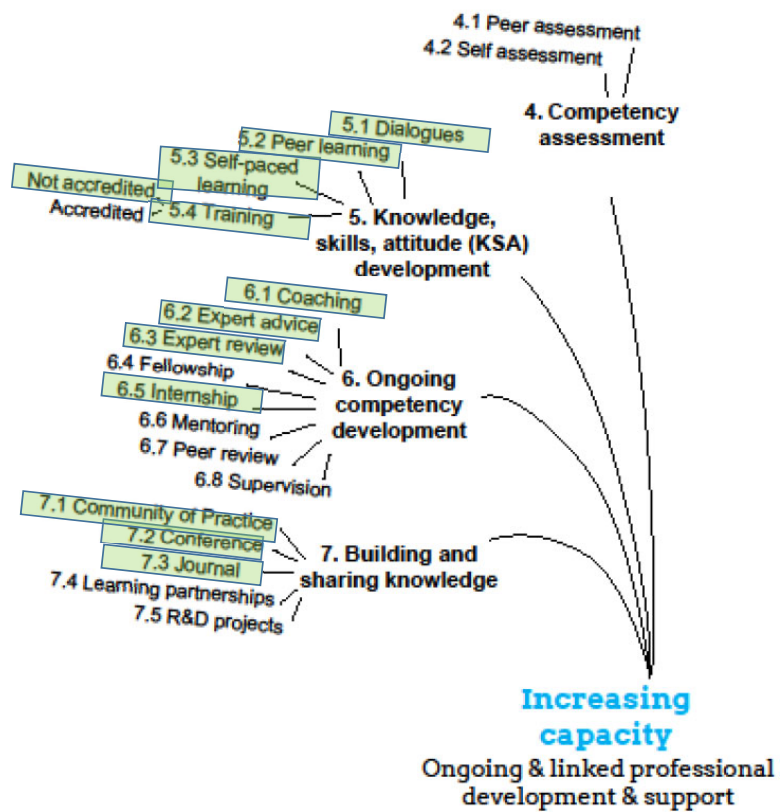 4.1 Peer assessment
4.2 Self assessment
4. Competency
assessment
5.1 Dialogues
5.2 Peer learning
5.3 Self-paced
learning
Not accredited
Accredited
5.4 Training
5. Knowledge,
skills, attitude (KSA)
development
6.1 Coaching
6.2 Expert advice
6.3 Expert review
6.4 Fellowship
6.5 Internship
6.6 Mentoring
6.7 Peer review
6.8 Supervision
6. Ongoing
competency
development
7.1 Community of Practice
7.2 Conference
7.3 Journal
7.4 Learning partnerships
7.5 R&D projects
7. Building and
sharing knowledge
Increasing
capacity
Ongoing & linked professional
development & support